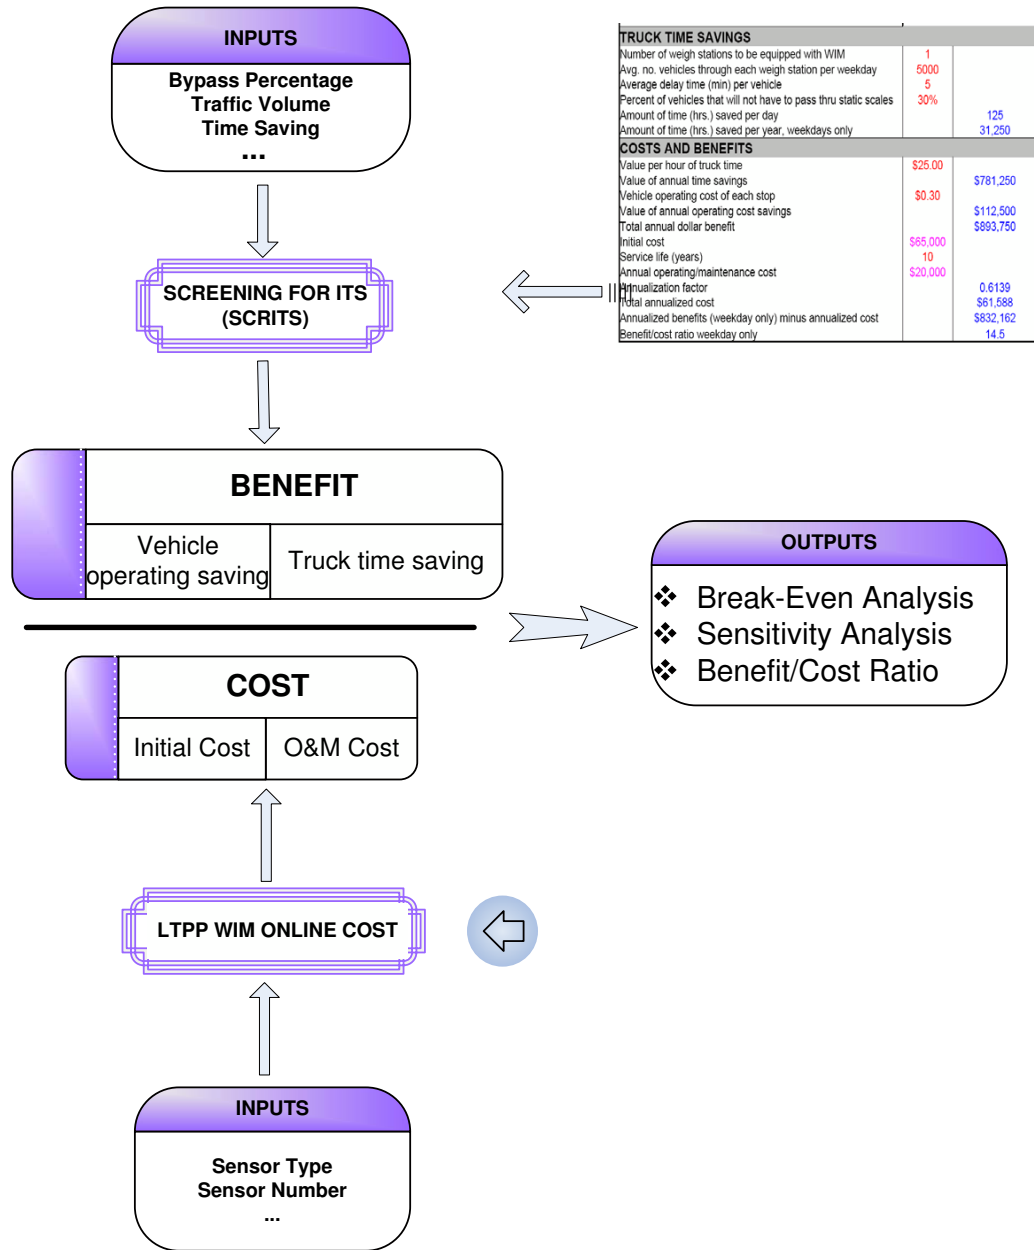 INPUTS
Bypass Percentage
Traffic Volume
Time Saving
...
TRUCK TIME SAVINGS
Number of weigh stations to be equipped with WIM 1
Avg. no. vehicles through each weigh station per weekday 5000
Average delay time (min) per vehicle 5
Percent of vehicles that will not have to pass thru static scales 30%
Amount of time (hrs.) saved per day 125
Amount of time (hrs.) saved per year, weekdays only 31,250
COSTS AND BENEFITS
Value per hour of truck time $25.00
Value of annual time savings $781,250
Vehicle operating cost of each stop $0.30
Value of annual operating cost savings $112,500
Total annual dollar benefit $893,750
Initial cost $65,000
Service life (years) 10
Annual operating/maintenance cost $20,000
Annualization factor 0.6139
Total annualized cost $61,588
Annualized benefits (weekday only) minus annualized cost $832,162
Benefit/cost ratio weekday only 14.5
SCREENING FOR ITS
(SCRITS)
BENEFIT
Vehicle
operating saving
Truck time saving
OUTPUTS
❖ Break-Even Analysis
❖ Sensitivity Analysis
❖ Benefit/Cost Ratio
COST
Initial Cost
O&M Cost
LTPP WIM ONLINE COST
INPUTS
Sensor Type
Sensor Number
...